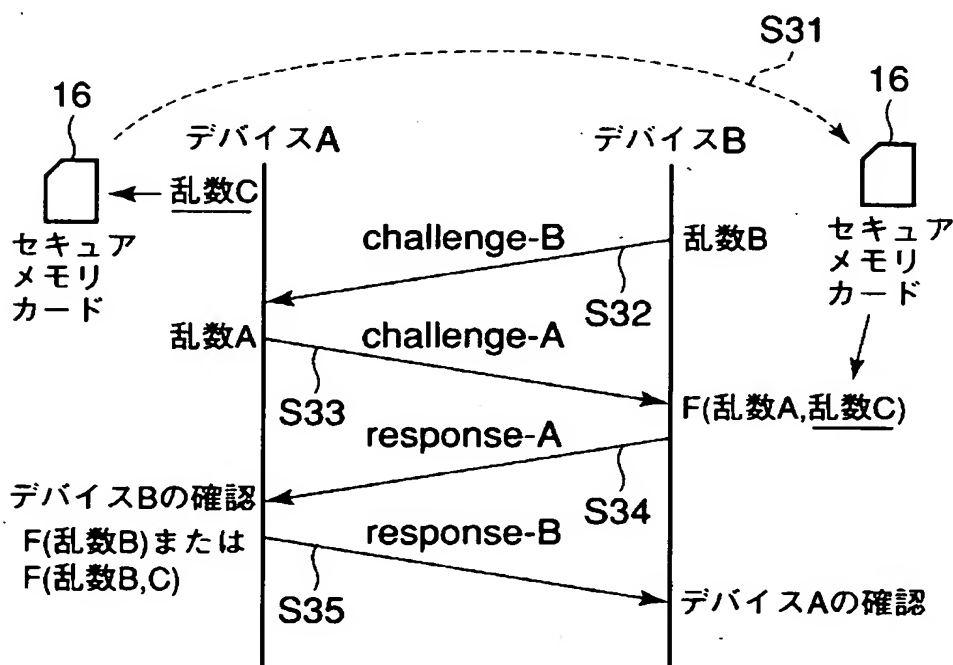 S31
16
16
デバイスA
デバイスB
乱数C
セキュア
メモリ
カード
セキュア
メモリ
カード
challenge-B
乱数B
S32
乱数A
challenge-A
S33
F(乱数A,乱数C)
response-A
S34
デバイスBの確認
F(乱数B)または
F(乱数B,C)
response-B
S35
デバイスAの確認